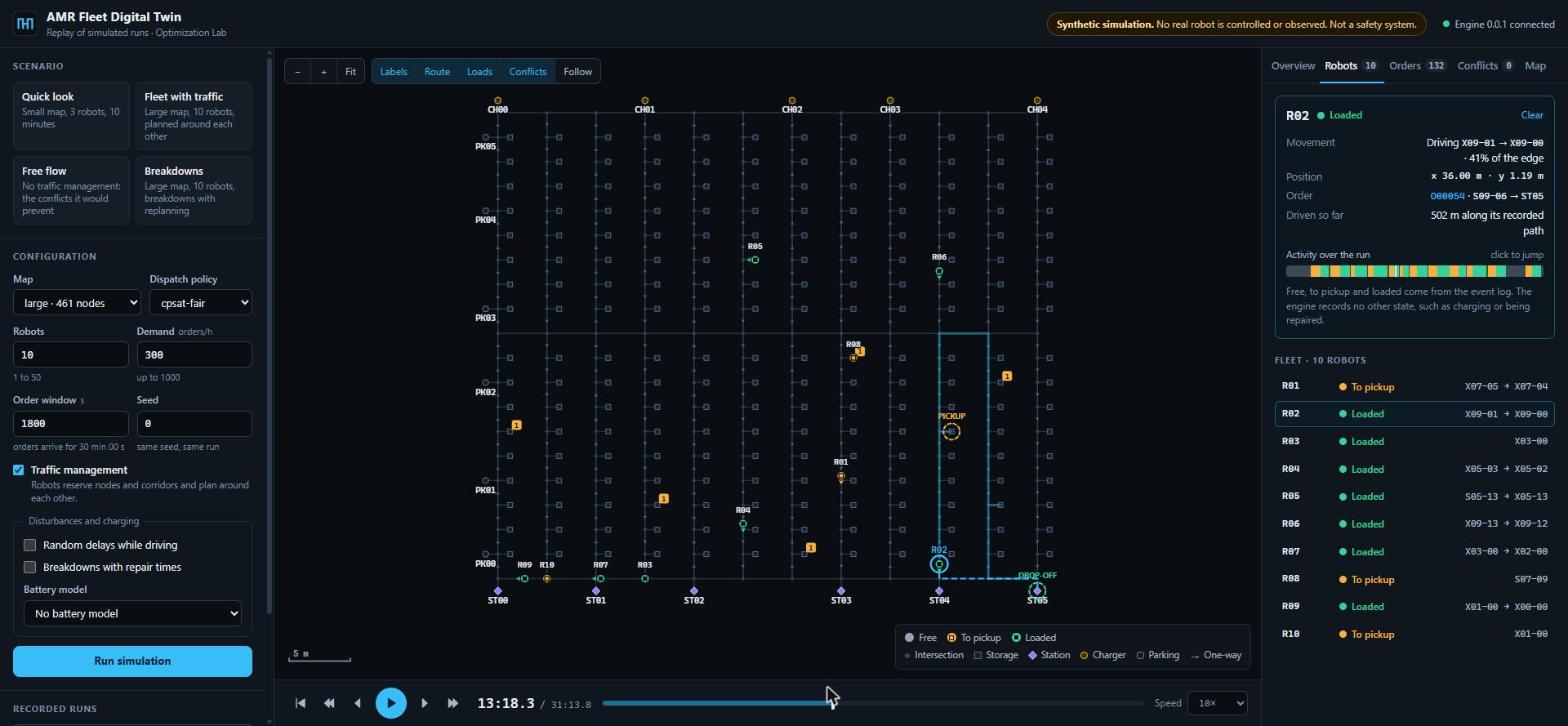 AMR Fleet Digital Twin
Replay of simulated runs · Optimization Lab
Synthetic simulation. No real robot is controlled or observed. Not a safety system.
Engine 0.0.1 connected
SCENARIO
Quick look
Small map, 3 robots, 10
minutes
Fleet with traffic
Large map, 10 robots,
planned around each
other
Free flow
No traffic management:
the conflicts it would
prevent
Breakdowns
Large map, 10 robots,
breakdowns with
replanning
CONFIGURATION
Map
Dispatch policy
large · 461 nodes
cpsat-fair
Robots
Demand orders/h
10
300
1 to 50
up to 1000
Order window s
Seed
1800
0
orders arrive for 30 min 00 s
same seed, same run
Traffic management
Robots reserve nodes and corridors and plan around
each other.
Disturbances and charging
Random delays while driving
Breakdowns with repair times
Battery model
No battery model
Run simulation
RECORDED RUNS
− + Fit
Labels Route Loads Conflicts Follow
CH00 CH01 CH02 CH03 CH04
PK05
PK04
R05
R06
PK03
R08
1
1
PK02
PICKUP
1
R01
PK01
1
R04
1
R02
PK00
R09 R10 R07 R03
DROP-OFF
ST00 ST01 ST02 ST03 ST04 ST05
5 m
Free To pickup Loaded
Intersection Storage Station Charger Parking → One-way
13:18.3 / 31:13.8
Speed 10×
Overview Robots 10 Orders 132 Conflicts 0 Map
R02 Loaded Clear
Movement Driving X09-01 → X09-00
· 41% of the edge
Position x 36.00 m · y 1.19 m
Order O00054 · S09-06 → ST05
Driven so far 502 m along its recorded
path
Activity over the run click to jump
Free, to pickup and loaded come from the event log. The
engine records no other state, such as charging or being
repaired.
FLEET · 10 ROBOTS
R01 To pickup X07-05 → X07-04
R02 Loaded X09-01 → X09-00
R03 Loaded X03-00
R04 Loaded X05-03 → X05-02
R05 Loaded S05-13 → X05-13
R06 Loaded X09-13 → X09-12
R07 Loaded X03-00 → X02-00
R08 To pickup S07-09
R09 Loaded X01-00 → X00-00
R10 To pickup X01-00